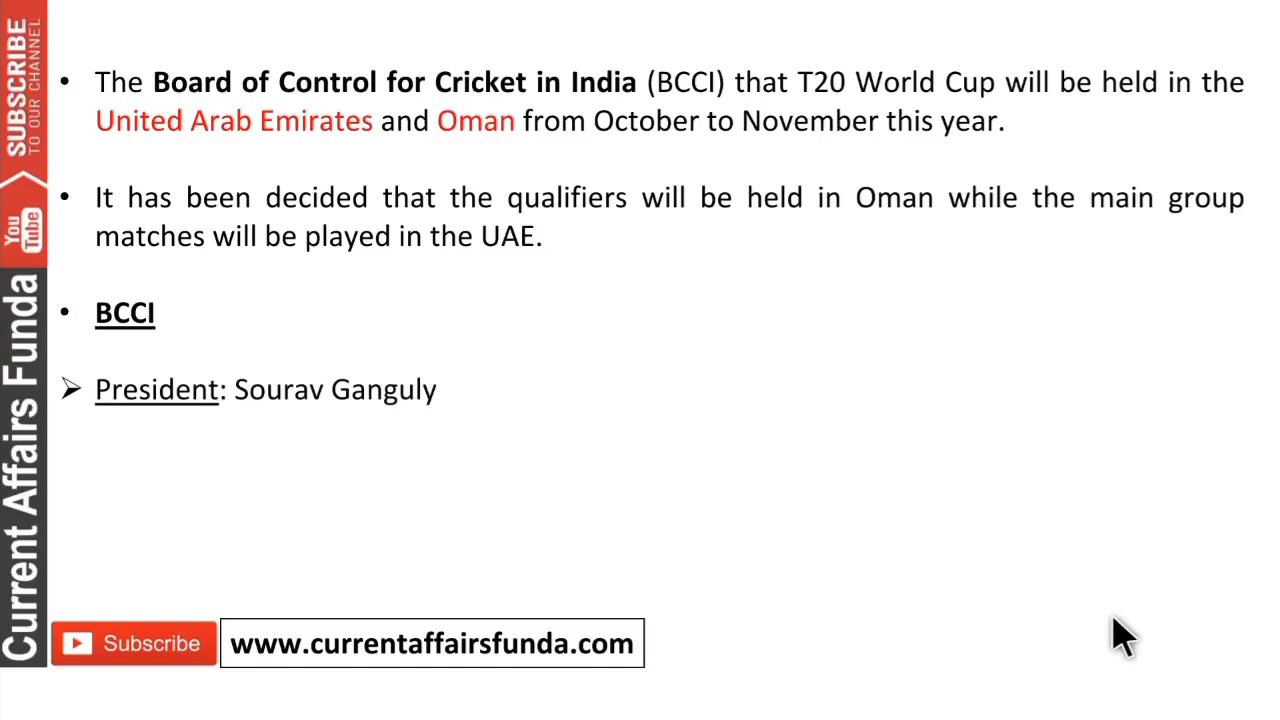 SUBSCRIBE
TO OUR CHANNEL
You
Tube
Current Affairs Funda
• The Board of Control for Cricket in India (BCCI) that T20 World Cup will be held in the
United Arab Emirates and Oman from October to November this year.
• It has been decided that the qualifiers will be held in Oman while the main group
matches will be played in the UAE.
• BCCI
➢ President: Sourav Ganguly
Subscribe
www.currentaffairsfunda.com